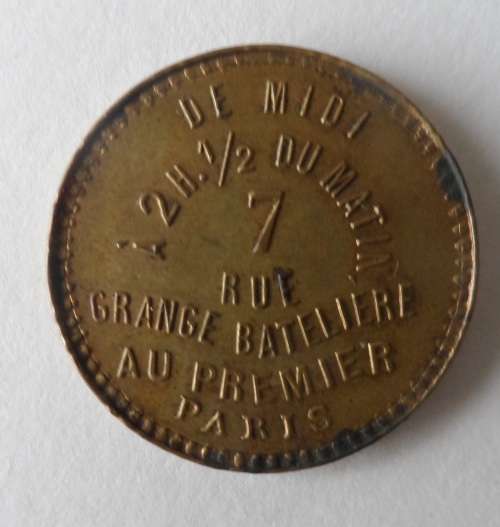 DE MIDI
À 2 H. 1/2 DU MATIN
7
RUE
GRANGE BATELIERE
AU PREMIER
PARIS